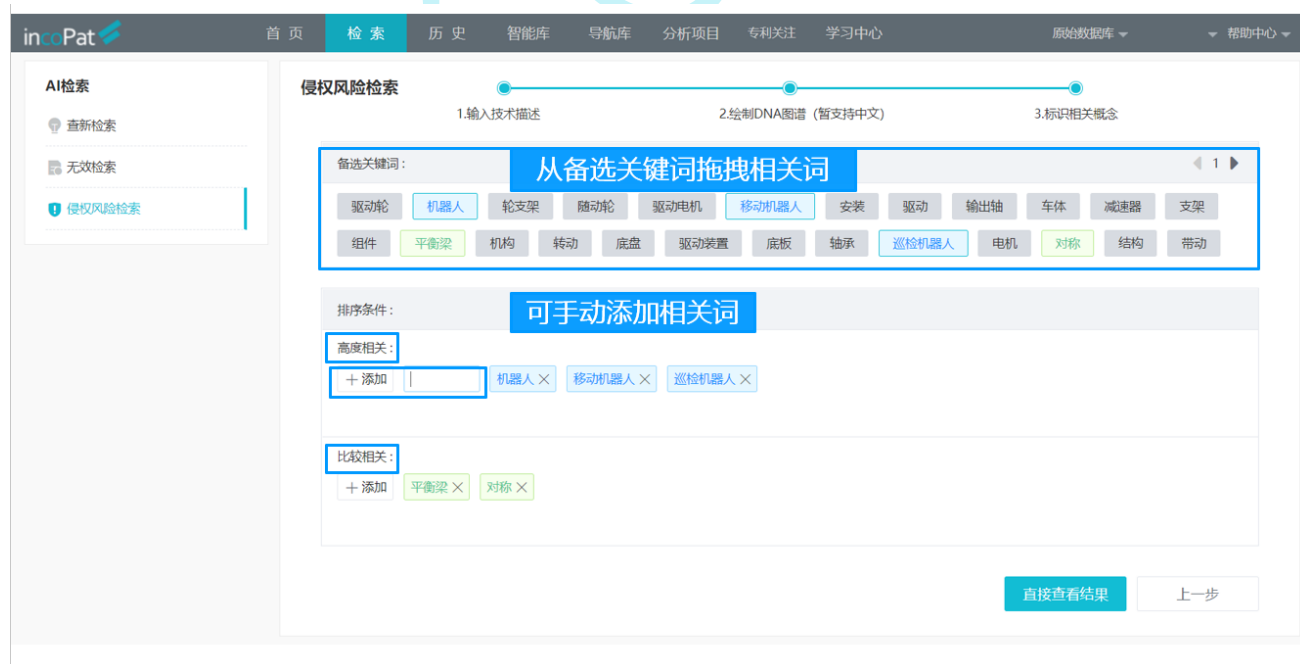 incoPat 首 页 检 索 历 史 智能库 导航库 分析项目 专利关注 学习中心 原始数据库 帮助中心
AI检索
查新检索
无效检索
侵权风险检索
侵权风险检索
1.输入技术描述 2.绘制DNA图谱 (暂支持中文) 3.标识相关概念
备选关键词: 从备选关键词拖拽相关词 1
驱动轮 机器人 轮支架 随动轮 驱动电机 移动机器人 安装 驱动 输出轴 车体 减速器 支架
组件 平衡梁 机构 转动 底盘 驱动装置 底板 轴承 巡检机器人 电机 对称 结构 带动
排序条件: 可手动添加相关词
高度相关:
+ 添加 机器人 × 移动机器人 × 巡检机器人 ×
比较相关:
+ 添加 平衡梁 × 对称 ×
直接查看结果 上一步